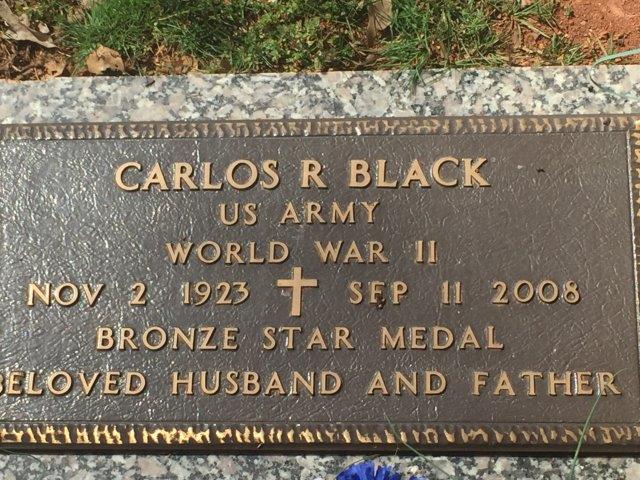 CARLOS R BLACK
US ARMY
WORLD WAR II
NOV 2 1923 SEP 11 2008
BRONZE STAR MEDAL
BELOVED HUSBAND AND FATHER